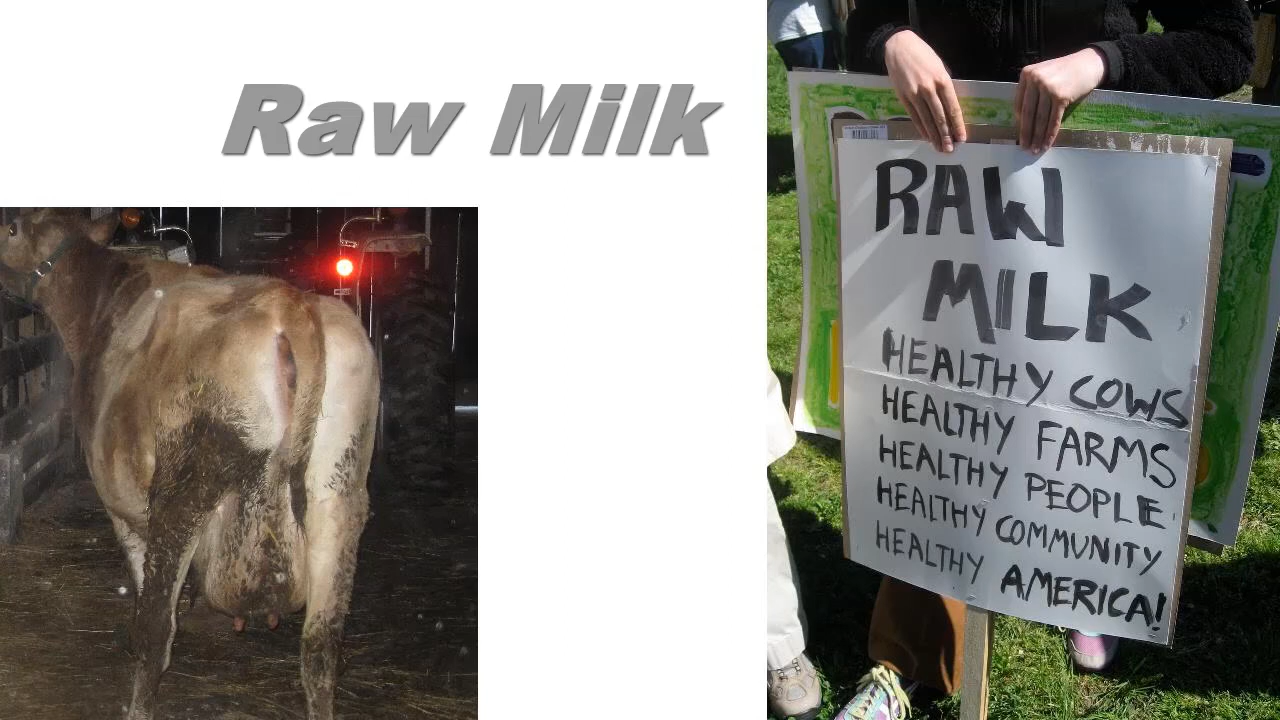 Raw Milk
RAW
MILK
HEALTHY COWS
HEALTHY FARMS
HEALTHY PEOPLE
HEALTHY COMMUNITY
HEALTHY AMERICA!